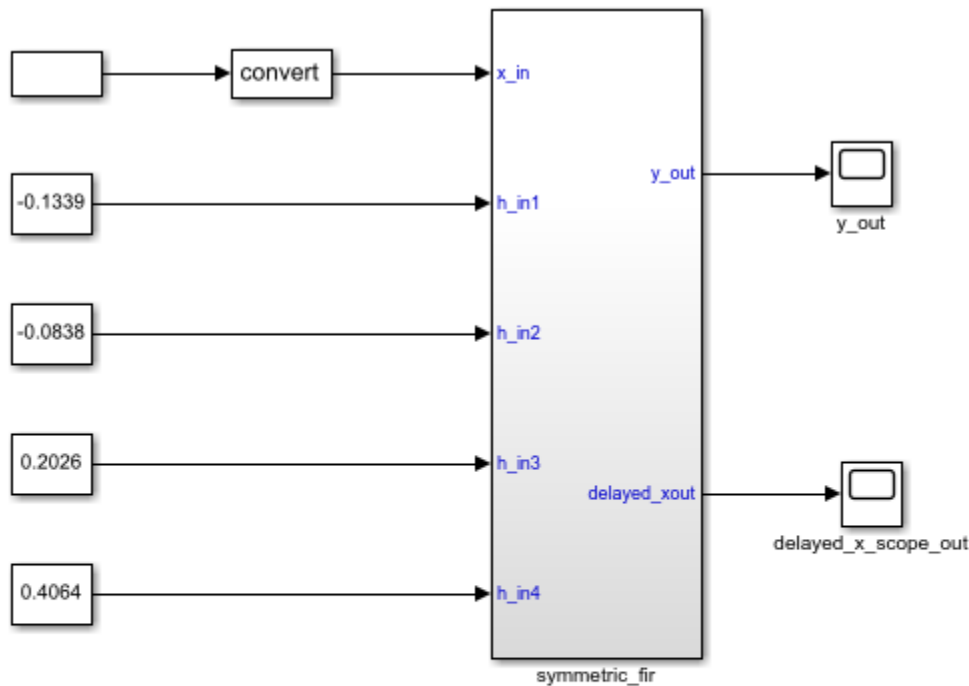 convert
x_in
-0.1339
h_in1
y_out
y_out
-0.0838
h_in2
0.2026
h_in3
delayed_xout
delayed_x_scope_out
0.4064
h_in4
symmetric_fir